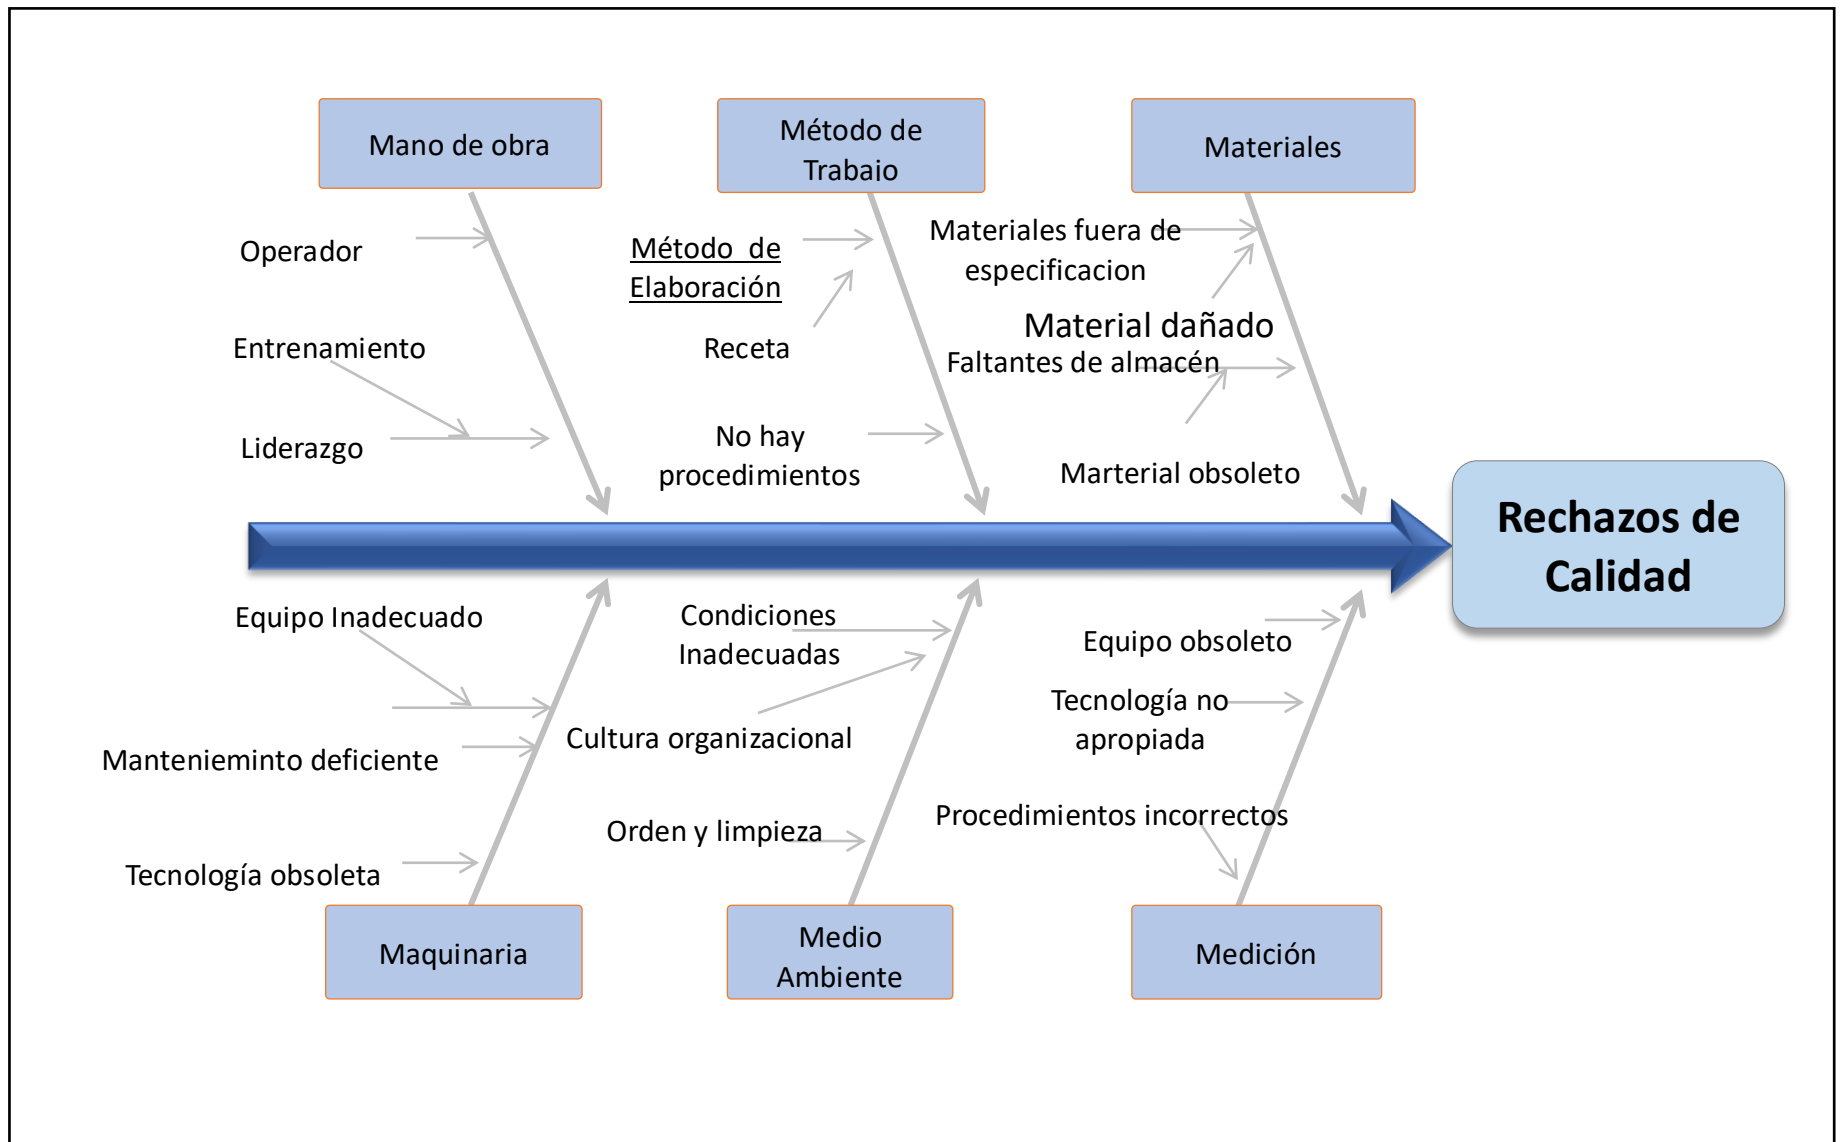 Mano de obra
Método de
Trabajo
Materiales
Operador
Entrenamiento
Liderazgo
Método de
Elaboración
Receta
No hay
procedimientos
Materiales fuera de
especificacion
Material dañado
Faltantes de almacén
Marterial obsoleto
Rechazos de
Calidad
Equipo Inadecuado
Mantenieminto deficiente
Tecnología obsoleta
Condiciones
Inadecuadas
Cultura organizacional
Orden y limpieza
Equipo obsoleto
Tecnología no
apropiada
Procedimientos incorrectos
Maquinaria
Medio
Ambiente
Medición